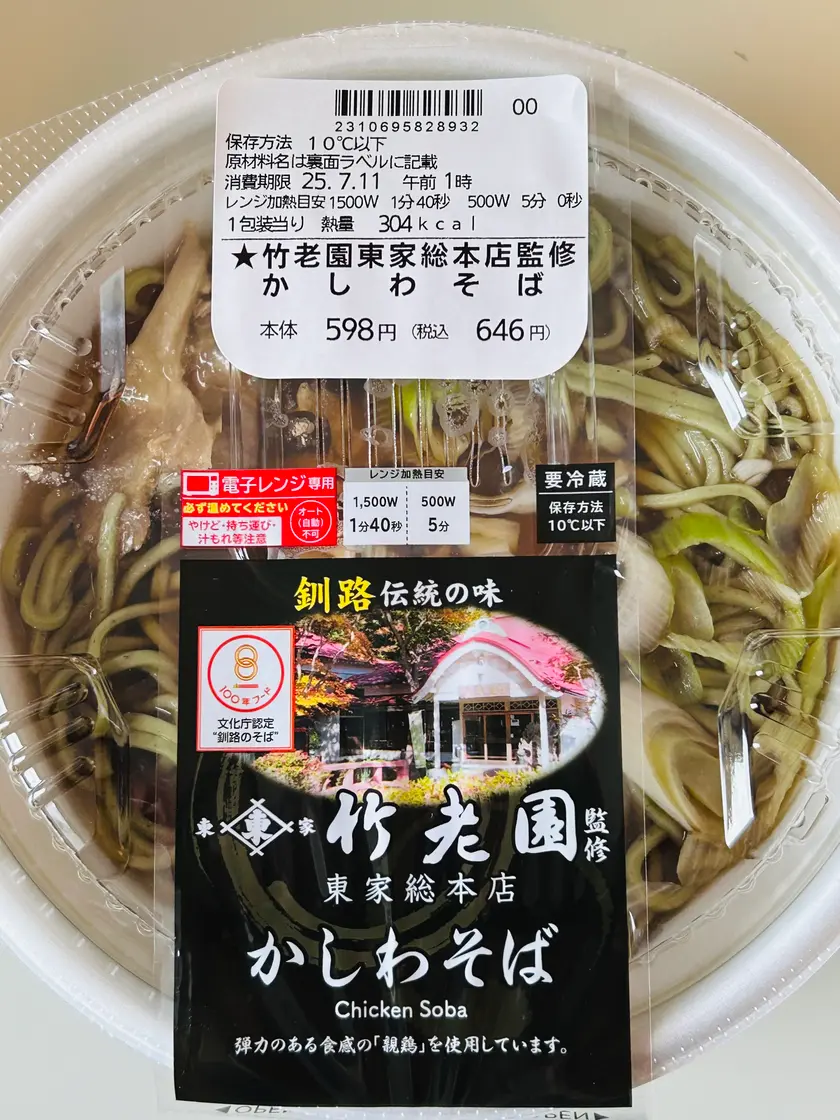 00
2310695828932
保存方法 10℃以下
原材料名は裏面ラベルに記載
消費期限 25.7.11 午前 1時
レンジ加熱目安1500W 1分40秒 500W 5分 0秒
1包装当り 熱量 304kcal
★竹老園東家総本店監修
かしわそば
本体 598円 (税込 646円)
電子レンジ専用
必ず温めてください
やけど・持ち運び・
汁もれ等注意
オート
(自動)
不可
レンジ加熱目安
1,500W 500W
1分40秒 5分
要冷蔵
保存方法
10℃以下
釧路伝統の味
100年フード
文化庁認定
"釧路のそば"
東 東 家 竹老園 監修
東家総本店
かしわそば
Chicken Soba
弾力のある食感の「親鶏」を使用しています。